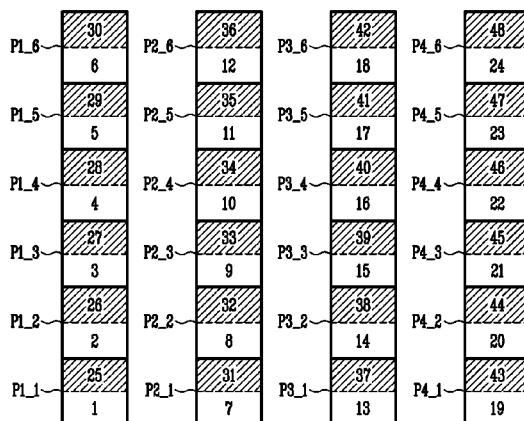 30 36 42 48
P1_6 P2_6 P3_6 P4_6
6 12 18 24
29 35 41 47
P1_5 P2_5 P3_5 P4_5
5 11 17 23
28 34 40 46
P1_4 P2_4 P3_4 P4_4
4 10 16 22
27 33 39 45
P1_3 P2_3 P3_3 P4_3
3 9 15 21
26 32 38 44
P1_2 P2_2 P3_2 P4_2
2 8 14 20
25 31 37 43
P1_1 P2_1 P3_1 P4_1
1 7 13 19